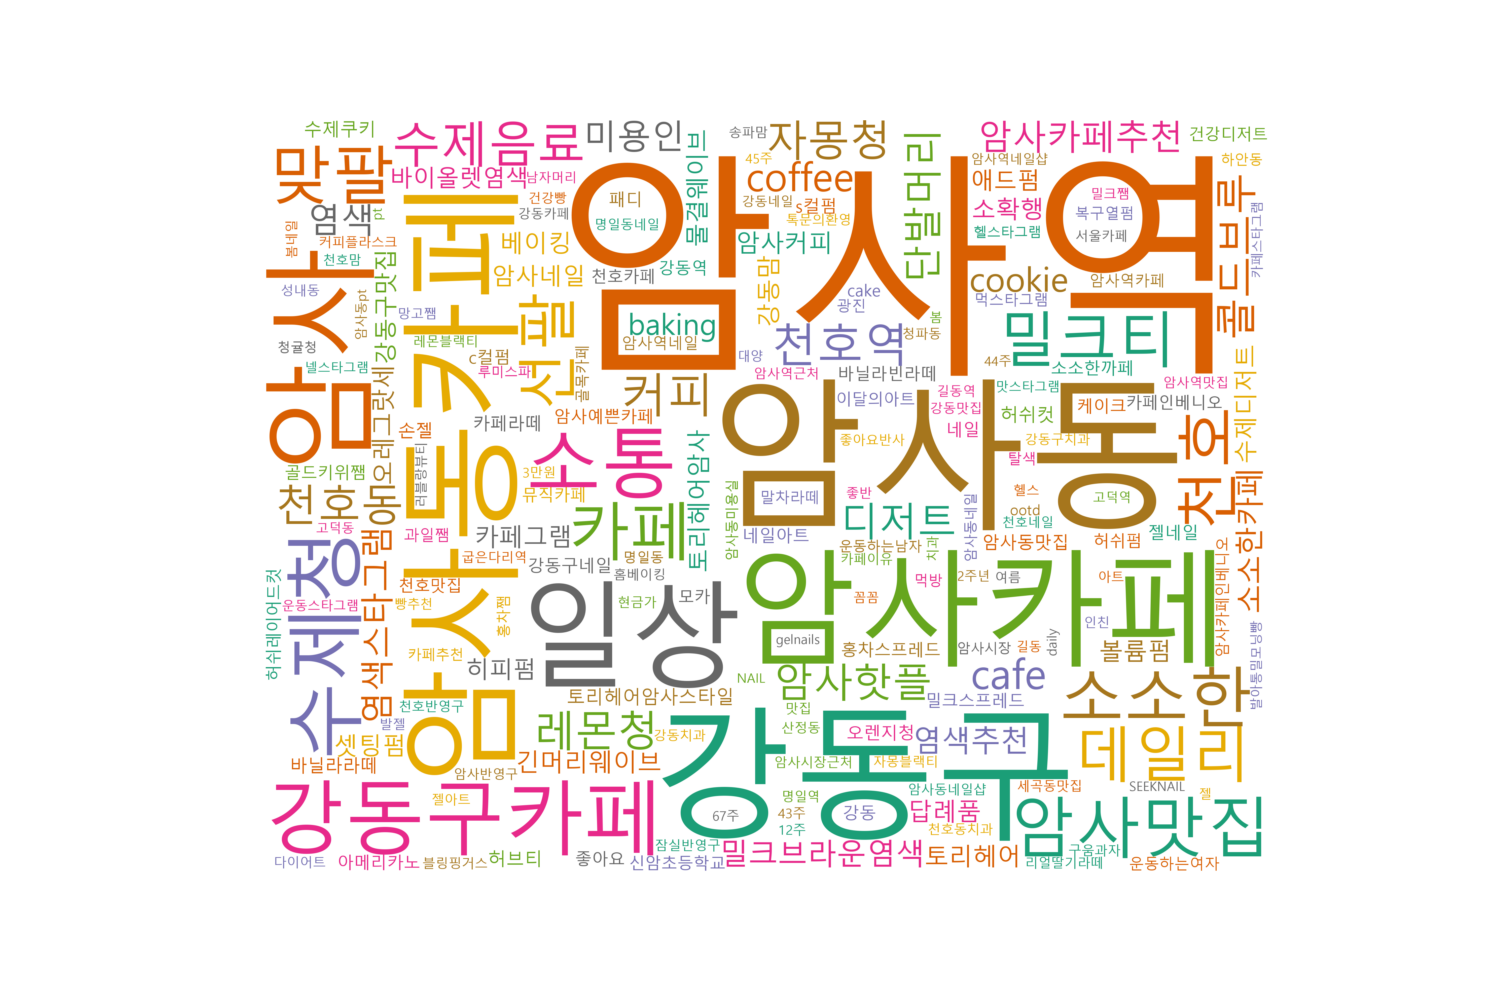 수제쿠키
수제음료
미용인
송파맘
자몽청
암사카페추천
건강디저트
맞팔
바이올렛염색
남자머리
물결웨이브
45주
coffee
단발머리
암사역네일샵
애드펌
밀크쨈
하안동
염색
pt
건강빵
강동카페
패디
명일동네일
강동네일
s컬펌
톡문의환영
소확행
복구열펌
콜드브루
카페스타그램
봄네일
커피플라스크
천호맘
베이킹
암사역
암사커피
헬스타그램
서울카페
성내동
암사동pt
강동구맛집
암사네일
천호카페
강동역
강동맘
cake
광진
cookie
암사역카페
먹스타그램
암사
망고쨈
암사동카페
선팔
baking
천호역
봄
청파동
밀크티
청귤청
레몬블랙티
c컬펌
루미스파
골목카페
암사역네일
대양
44주
소소한까페
넬스타그램
오레그랏세
커피
암사역근처
바닐라빈라떼
맛스타그램
암사역맛집
수제디저트
손젤
카페라떼
암사예쁜카페
암사동
이달의아트
길동역
강동맛집
허쉬컷
케이크
카페인베니오
소통
좋아요반사
네일
강동구치과
탈색
천호
골드키위쨈
러블랑뷰티
3만원
뮤직카페
토리헤어암사
암사동미용실
말차라떼
좋반
헬스
고덕역
천호동
고덕동
카페
디저트
암사동네일
ootd
천호네일
젤네일
소소한카페
과일쨈
카페그램
네일아트
운동하는남자
치과
암사동맛집
허쉬펌
수제청
굽은다리역
강동구네일
명일동
카페이유
암사카페
허쉬레이어드컷
운동스타그램
염색스타그램
천호맛집
빵추천
홍차쨈
홈베이킹
현금가
모카
먹방
2주년
여름
꼼꼼
아트
인친
암사카페인베니오
발아통밀모닝빵
카페추천
히피펌
일상
gelnails
홍차스프레드
암사시장
길동
daily
볼륨펌
토리헤어암사스타일
NAIL
암사핫플
밀크스프레드
cafe
소소한
천호반영구
발젤
셋팅펌
레몬청
강동치과
맛집
산정동
오렌지청
염색추천
데일리
바닐라라떼
암사반영구
긴머리웨이브
강동구
암사시장근처
자몽블랙티
강동구카페
젤아트
67주
명일역
43주
12주
강동
암사동네일샵
답례품
천호동치과
세곡동맛집
SEEKNAIL
젤
암사맛집
다이어트
아메리카노
블링핑거스
허브티
좋아요
잠실반영구
신암초등학교
밀크브라운염색
토리헤어
구움과자
리얼딸기라떼
운동하는여자